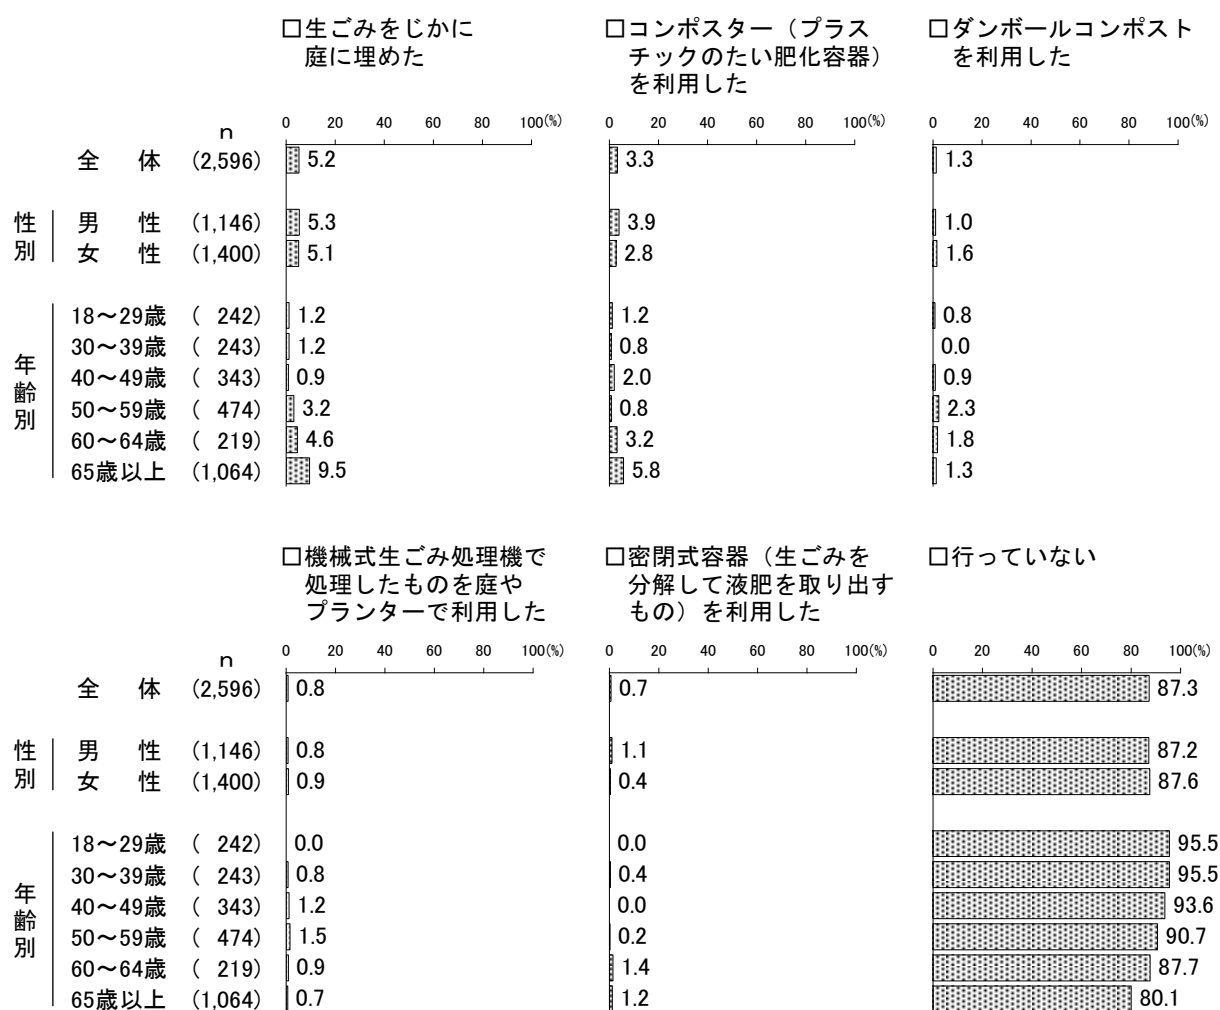 □生ごみをじかに
庭に埋めた
□コンポスター（プラス
チックのたい肥化容器）
を利用した
□ダンボールコンポスト
を利用した
n
0 20 40 60 80 100(%)
0 20 40 60 80 100(%)
0 20 40 60 80 100(%)
全 体 (2,596) 5.2 3.3 1.3
性別
男 性 (1,146) 5.3 3.9 1.0
女 性 (1,400) 5.1 2.8 1.6
年齢別
18～29歳 ( 242) 1.2 1.2 0.8
30～39歳 ( 243) 1.2 0.8 0.0
40～49歳 ( 343) 0.9 2.0 0.9
50～59歳 ( 474) 3.2 0.8 2.3
60～64歳 ( 219) 4.6 3.2 1.8
65歳以上 (1,064) 9.5 5.8 1.3
□機械式生ごみ処理機で
処理したものを庭や
プランターで利用した
□密閉式容器（生ごみを
分解して液肥を取り出す
もの）を利用した
□行っていない
n
0 20 40 60 80 100(%)
0 20 40 60 80 100(%)
0 20 40 60 80 100(%)
全 体 (2,596) 0.8 0.7 87.3
性別
男 性 (1,146) 0.8 1.1 87.2
女 性 (1,400) 0.9 0.4 87.6
年齢別
18～29歳 ( 242) 0.0 0.0 95.5
30～39歳 ( 243) 0.8 0.4 95.5
40～49歳 ( 343) 1.2 0.0 93.6
50～59歳 ( 474) 1.5 0.2 90.7
60～64歳 ( 219) 0.9 1.4 87.7
65歳以上 (1,064) 0.7 1.2 80.1